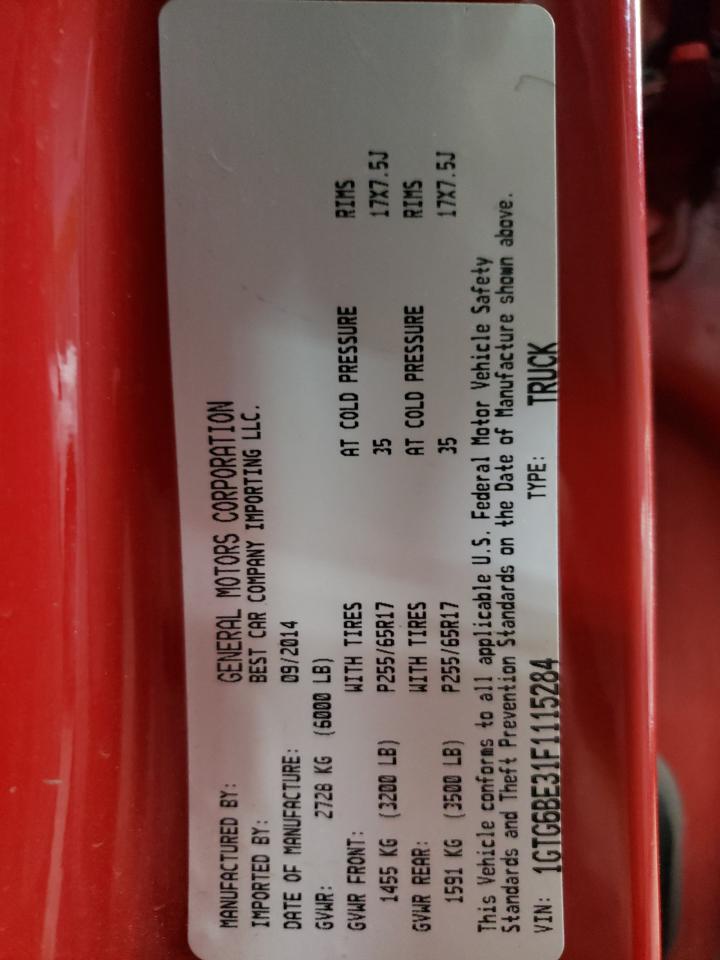 MANUFACTURED BY: GENERAL MOTORS CORPORATION
IMPORTED BY: BEST CAR COMPANY IMPORTING LLC.
DATE OF MANUFACTURE: 09/2014
GVWR: 2728 KG (6000 LB)
GVWR FRONT: WITH TIRES AT COLD PRESSURE RIMS
1455 KG (3200 LB) P255/65R17 35 17X7.5J
GVWR REAR: WITH TIRES AT COLD PRESSURE RIMS
1591 KG (3500 LB) P255/65R17 35 17X7.5J
This Vehicle conforms to all applicable U.S. Federal Motor Vehicle Safety
Standards and Theft Prevention Standards on the Date of Manufacture shown above.
VIN: 1GTG6BE31F1115284 TYPE: TRUCK